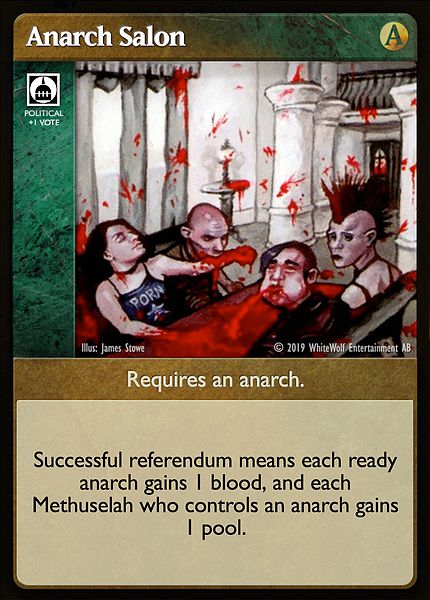 Anarch Salon
A
POLITICAL
+1 VOTE
PORN
Illus: James Stowe
© 2019 WhiteWolf Entertainment AB
Requires an anarch.
Successful referendum means each ready
anarch gains 1 blood, and each
Methuselah who controls an anarch gains
1 pool.